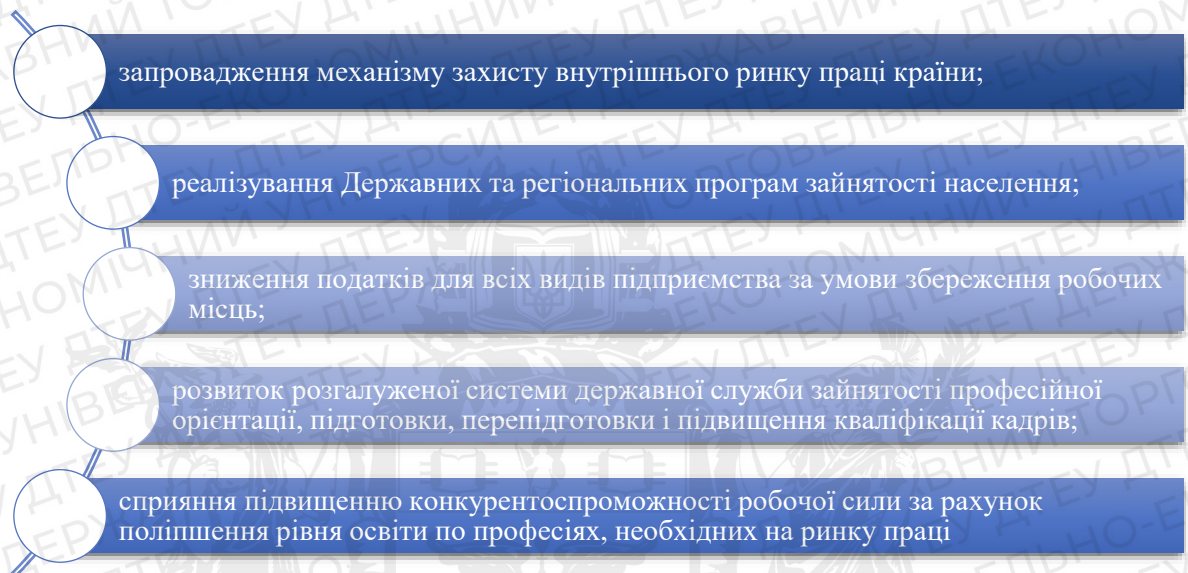 запровадження механізму захисту внутрішнього ринку праці країни;
реалізування Державних та регіональних програм зайнятості населення;
зниження податків для всіх видів підприємства за умови збереження робочих
місць;
розвиток розгалуженої системи державної служби зайнятості професійної
орієнтації, підготовки, перепідготовки і підвищення кваліфікації кадрів;
сприяння підвищенню конкурентоспроможності робочої сили за рахунок
поліпшення рівня освіти по професіях, необхідних на ринку праці